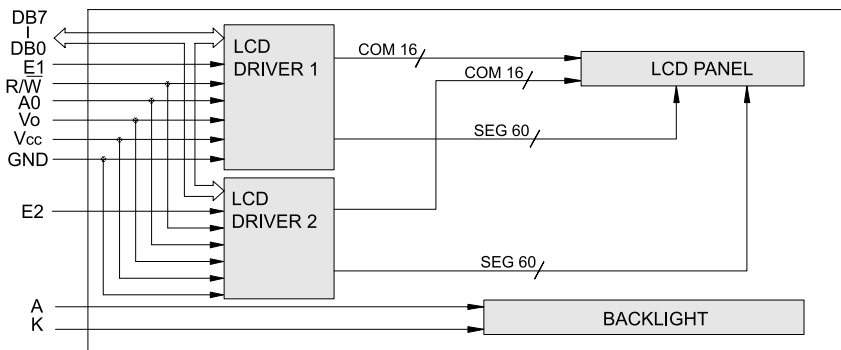 DB7
DB0
E1
R/W̅
A0
Vo
Vcc
GND
E2
A
K
LCD
DRIVER 1
LCD
DRIVER 2
COM 16
COM 16
SEG 60
SEG 60
LCD PANEL
BACKLIGHT